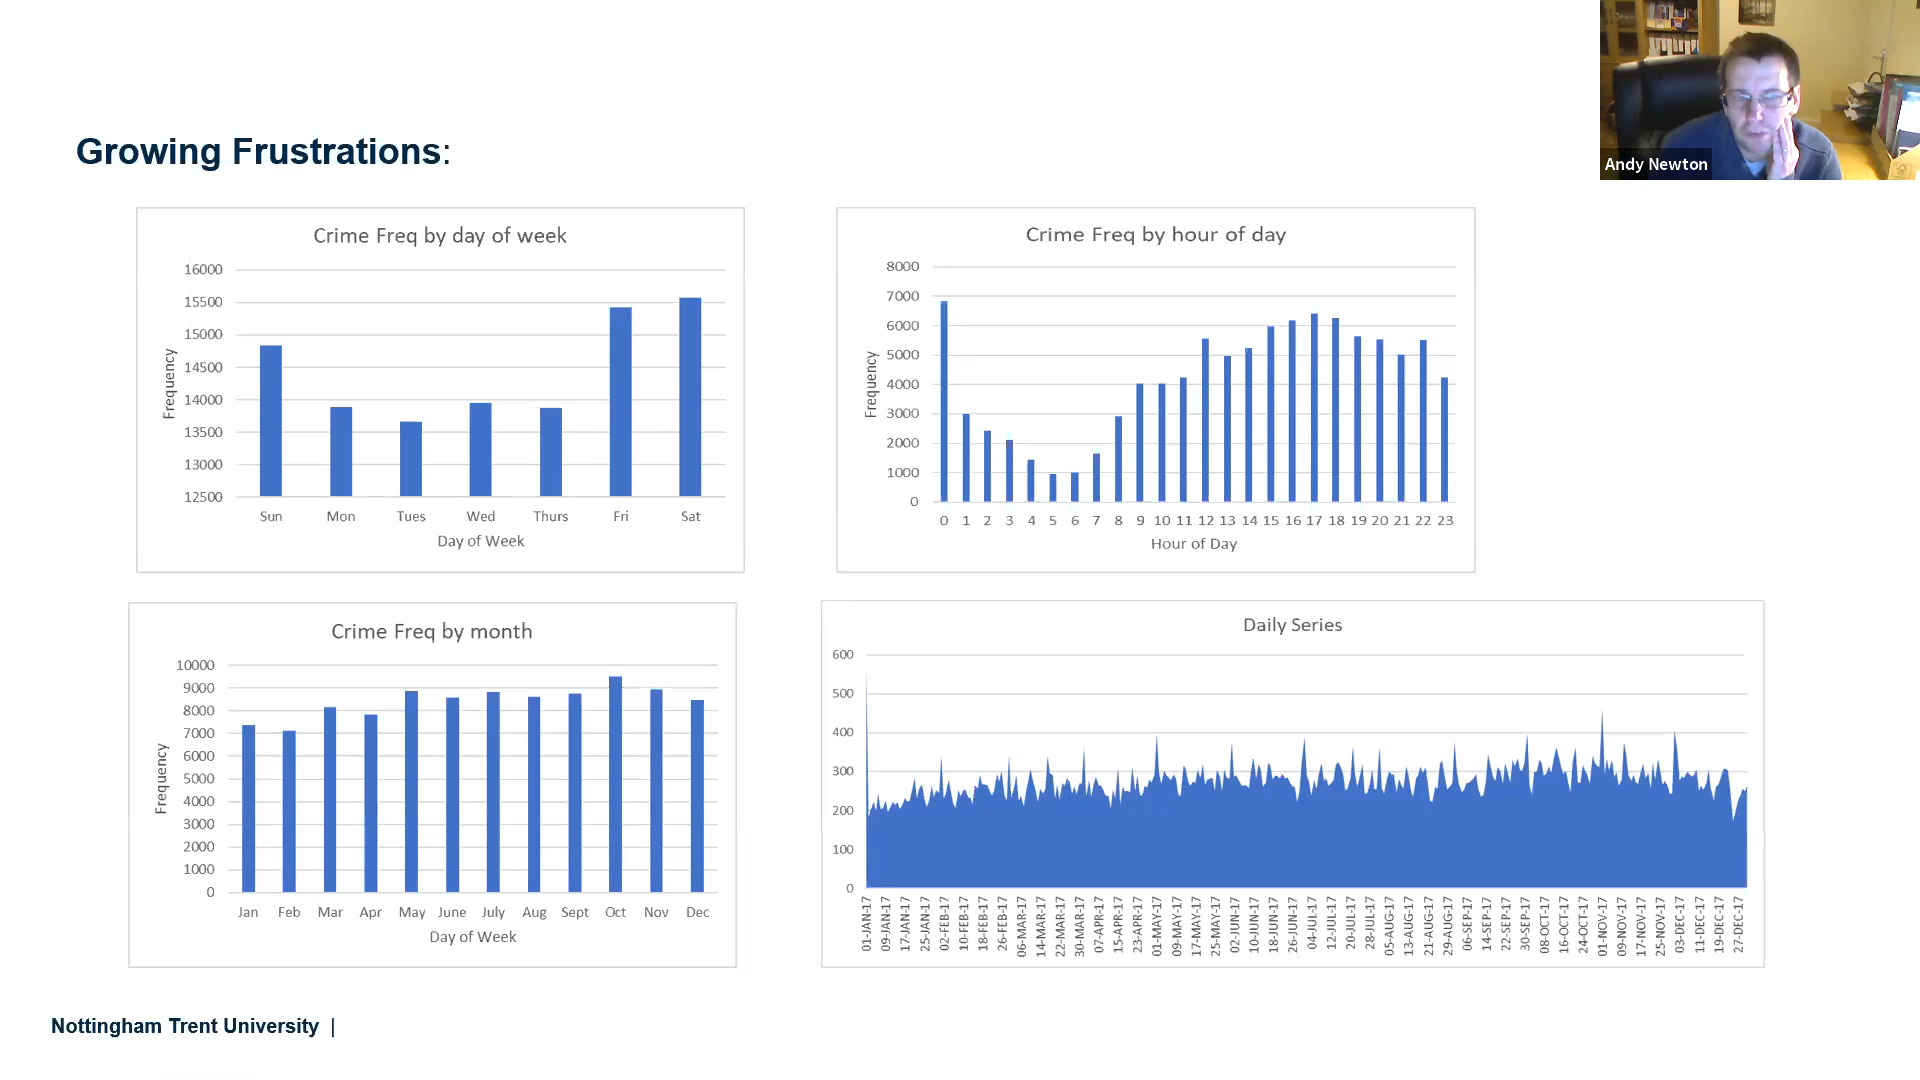 Growing Frustrations:
Andy Newton
Crime Freq by day of week
16000
15500
15000
14500
14000
13500
13000
12500
Frequency
Sun Mon Tues Wed Thurs Fri Sat
Day of Week
Crime Freq by hour of day
8000
7000
6000
5000
4000
3000
2000
1000
0
Frequency
0 1 2 3 4 5 6 7 8 9 10 11 12 13 14 15 16 17 18 19 20 21 22 23
Hour of Day
Crime Freq by month
10000
9000
8000
7000
6000
5000
4000
3000
2000
1000
0
Frequency
Jan Feb Mar Apr May June July Aug Sept Oct Nov Dec
Day of Week
Daily Series
600
500
400
300
200
100
0
01-JAN-17
09-JAN-17
17-JAN-17
25-JAN-17
02-FEB-17
10-FEB-17
18-FEB-17
26-FEB-17
06-MAR-17
14-MAR-17
22-MAR-17
30-MAR-17
07-APR-17
15-APR-17
23-APR-17
01-MAY-17
09-MAY-17
17-MAY-17
25-MAY-17
02-JUN-17
10-JUN-17
18-JUN-17
26-JUN-17
04-JUL-17
12-JUL-17
20-JUL-17
28-JUL-17
05-AUG-17
13-AUG-17
21-AUG-17
29-AUG-17
06-SEP-17
14-SEP-17
22-SEP-17
30-SEP-17
08-OCT-17
16-OCT-17
24-OCT-17
01-NOV-17
09-NOV-17
17-NOV-17
25-NOV-17
03-DEC-17
11-DEC-17
19-DEC-17
27-DEC-17
Nottingham Trent University |